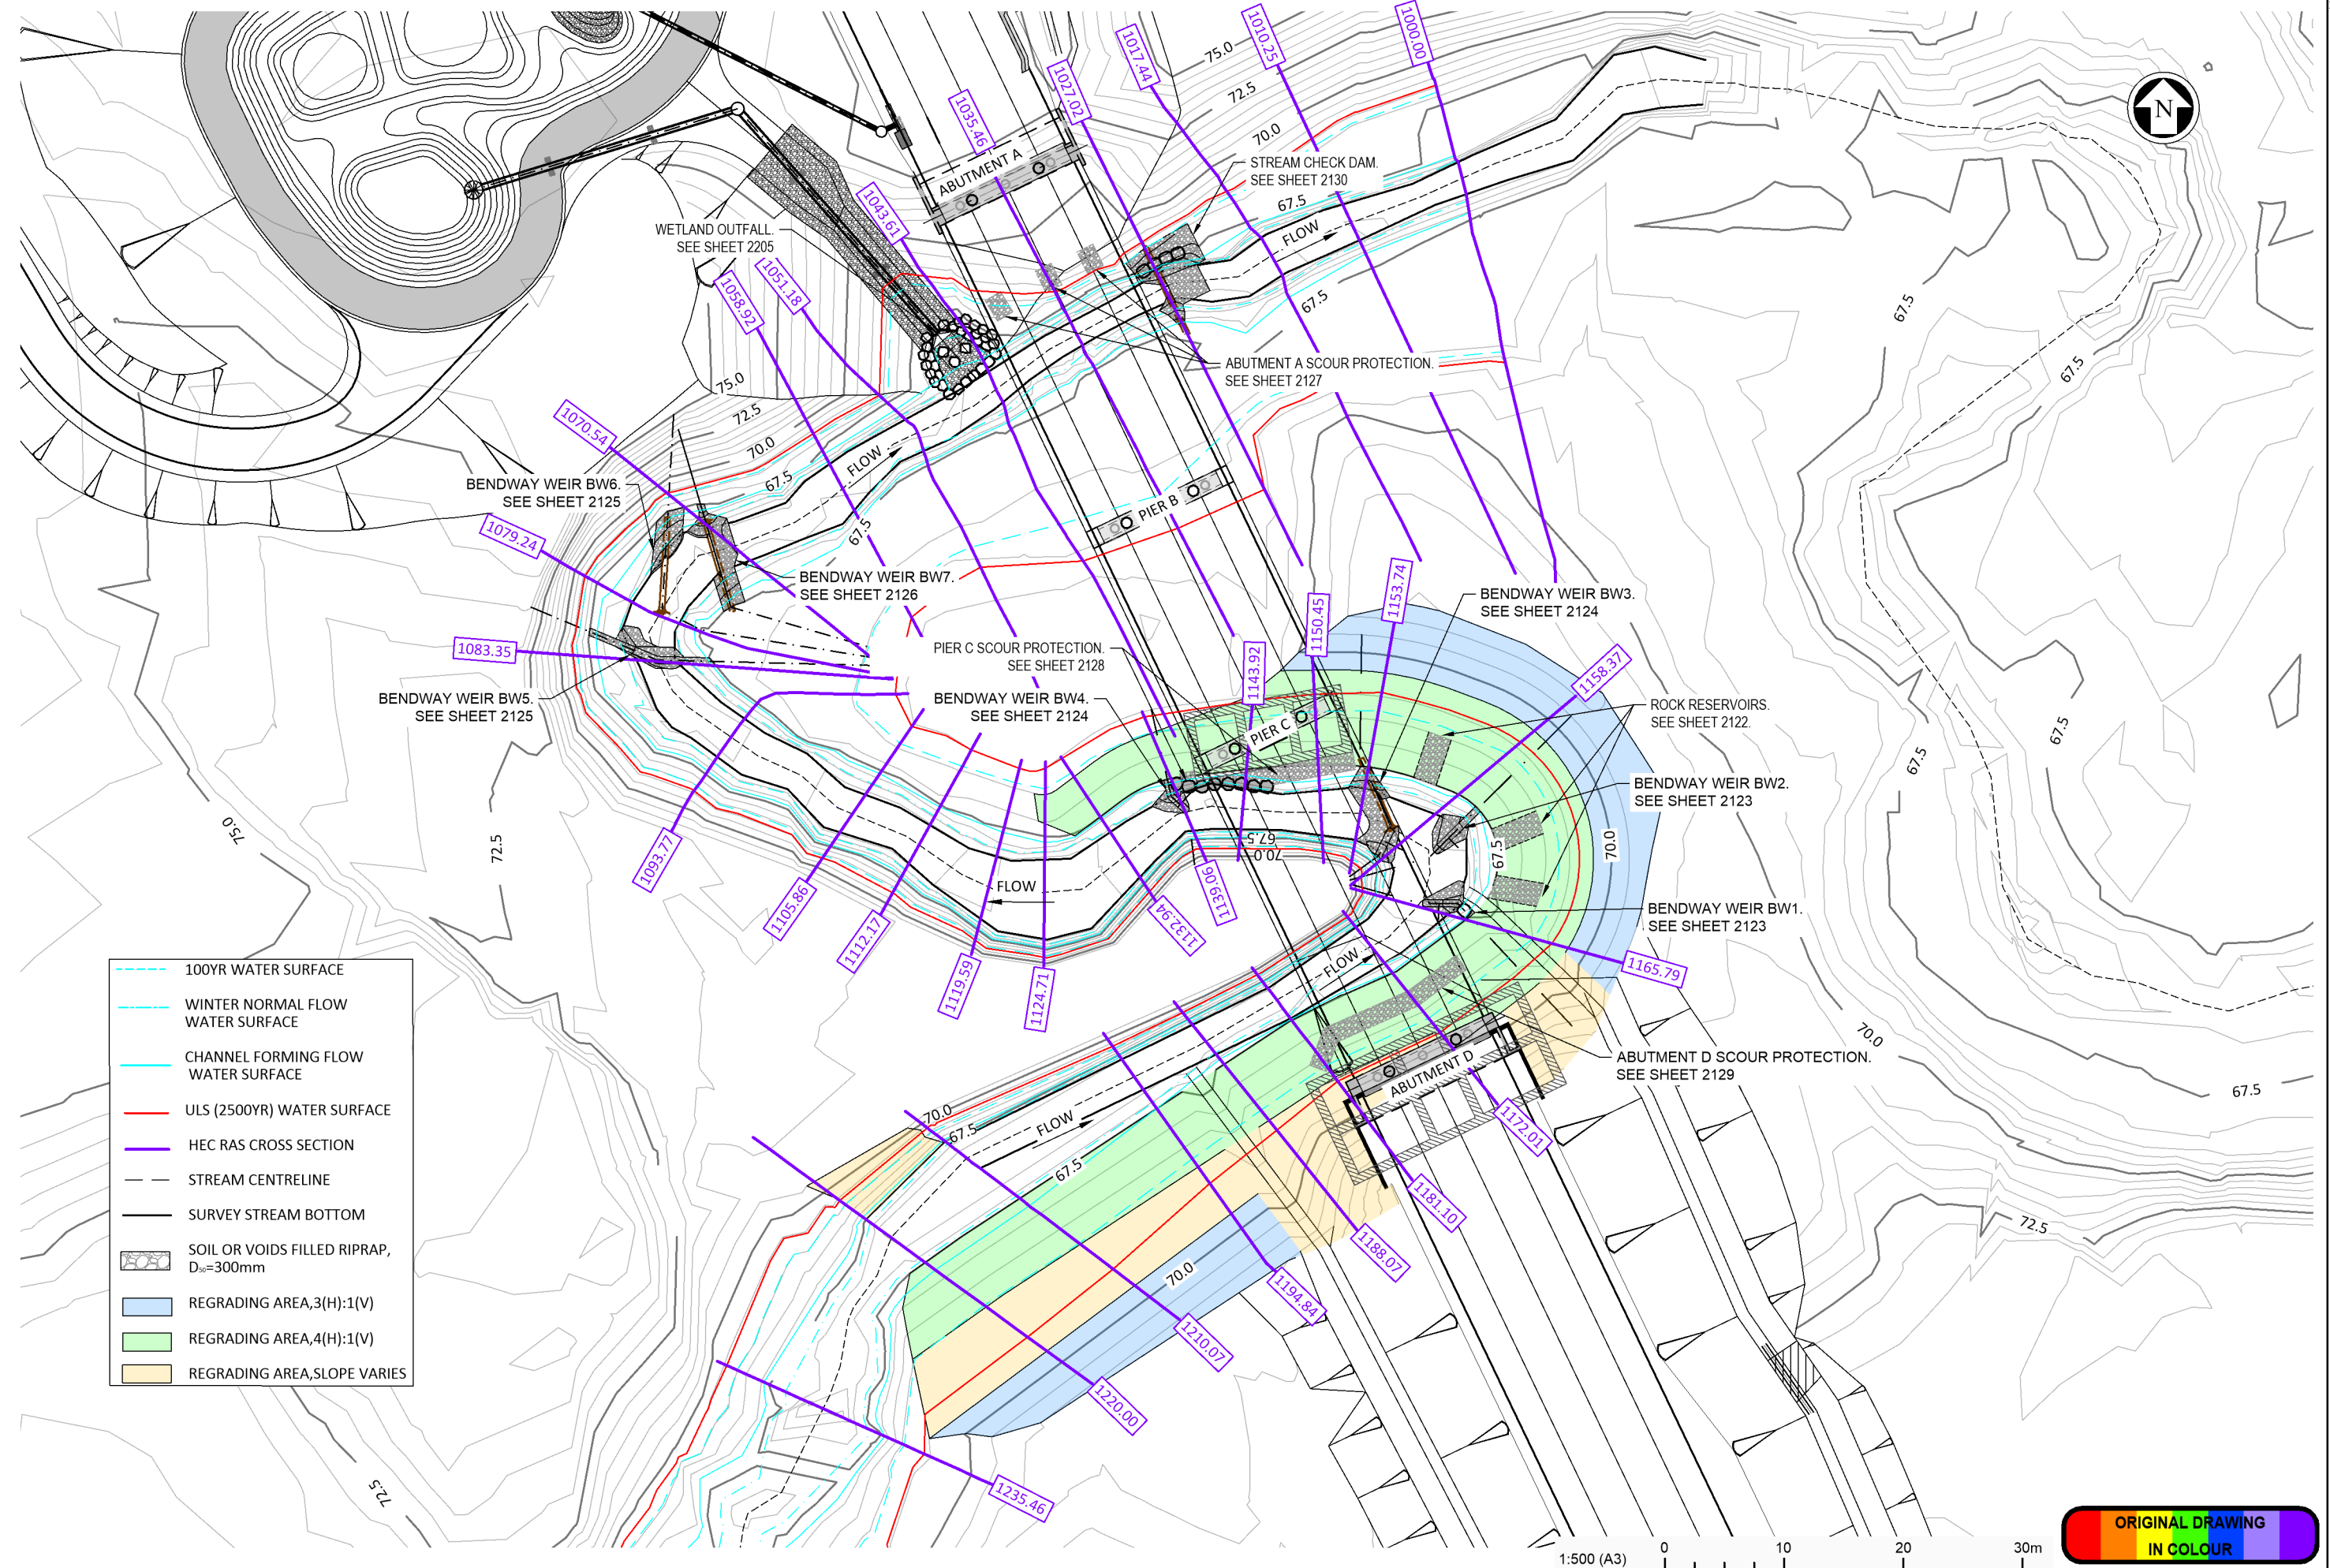 1017.44
1010.25
1000.00
75.0
1027.02
72.5
N
1035.46
70.0
ABUTMENT A
STREAM CHECK DAM.
SEE SHEET 2130
1043.61
67.5
WETLAND OUTFALL.
SEE SHEET 2205
FLOW
1051.18
1058.92
67.5
67.5
ABUTMENT A SCOUR PROTECTION.
SEE SHEET 2127
67.5
75.0
72.5
1070.54
70.0
FLOW
67.5
BENDWAY WEIR BW6.
SEE SHEET 2125
PIER B
67.5
1079.24
BENDWAY WEIR BW7.
SEE SHEET 2126
1153.74
BENDWAY WEIR BW3.
SEE SHEET 2124
1150.45
1083.35
PIER C SCOUR PROTECTION.
SEE SHEET 2128
1143.92
1158.37
BENDWAY WEIR BW5.
SEE SHEET 2125
BENDWAY WEIR BW4.
SEE SHEET 2124
ROCK RESERVOIRS.
SEE SHEET 2122.
PIER C
67.5
67.5
BENDWAY WEIR BW2.
SEE SHEET 2123
75.0
72.5
67.5
70.0
67.5
70.0
1093.77
FLOW
1105.86
1139.06
1132.94
BENDWAY WEIR BW1.
SEE SHEET 2123
1112.17
1119.59
1124.71
FLOW
1165.79
70.0
ABUTMENT D SCOUR PROTECTION.
SEE SHEET 2129
ABUTMENT D
67.5
70.0
67.5
FLOW
67.5
1172.01
1181.10
72.5
1188.07
70.0
1194.84
1210.07
1220.00
72.5
1235.46
100YR WATER SURFACE
WINTER NORMAL FLOW
WATER SURFACE
CHANNEL FORMING FLOW
WATER SURFACE
ULS (2500YR) WATER SURFACE
HEC RAS CROSS SECTION
STREAM CENTRELINE
SURVEY STREAM BOTTOM
SOIL OR VOIDS FILLED RIPRAP,
D50=300mm
REGRADING AREA,3(H):1(V)
REGRADING AREA,4(H):1(V)
REGRADING AREA,SLOPE VARIES
ORIGINAL DRAWING
IN COLOUR
1:500 (A3)
0 10 20 30m